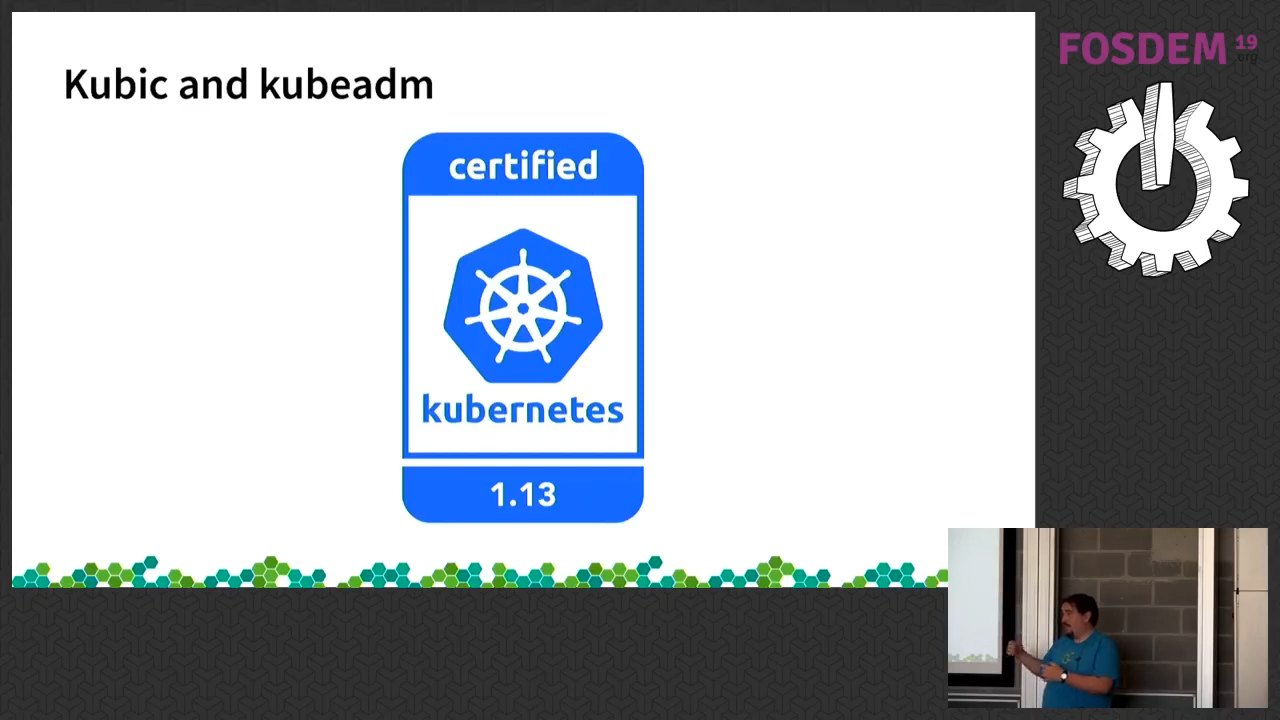 Kubic and kubeadm
certified
kubernetes
1.13
FOSDEM 19
.org